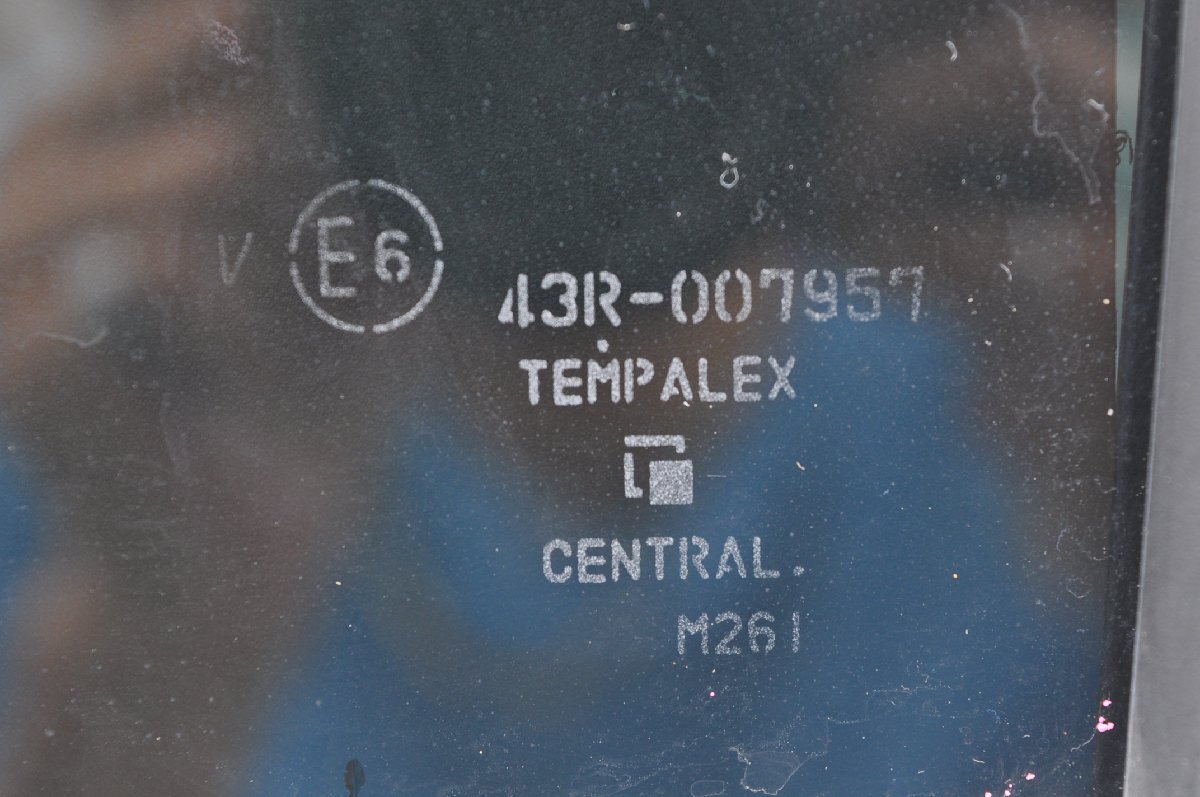 V E6
43R-007957
TEMPALEX
CENTRAL.
M261